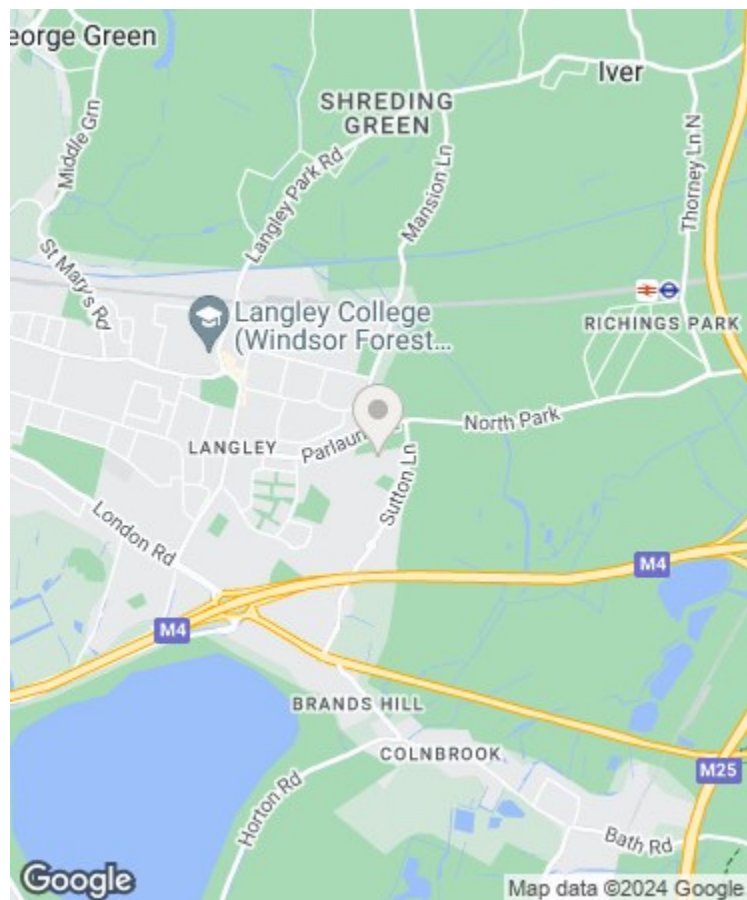 eorge Green
Iver
SHREDING
GREEN
Middle Grn
Langley Park Rd
Mansion Ln
Thorney Ln N
St Mary's Rd
Langley College
(Windsor Forest...
RICHINGS PARK
LANGLEY
Parlaun
North Park
Sutton Ln
London Rd
M4
M4
BRANDS HILL
COLNBROOK
M25
Horton Rd
Bath Rd
Google
Map data ©2024 Google